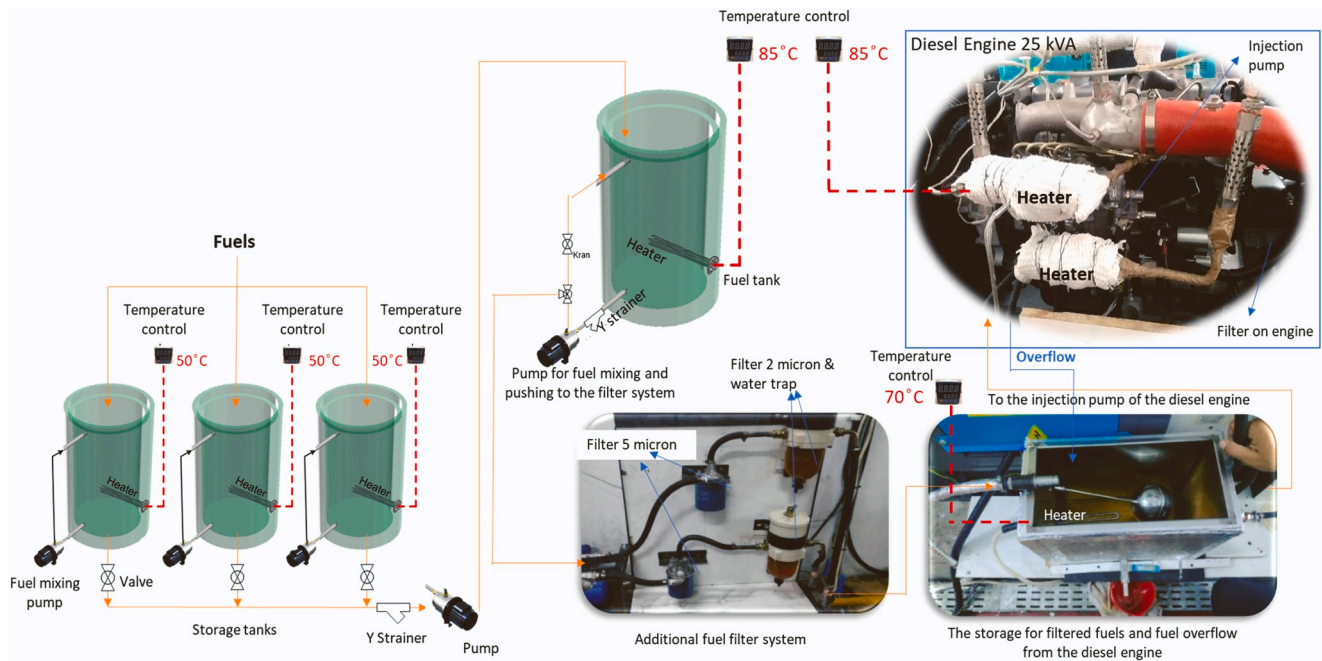 Temperature control
85°C
85°C
Diesel Engine 25 kVA
Injection
pump
Heater
Heater
Filter on engine
Overflow
Fuels
Temperature
control
50°C
Temperature
control
50°C
Temperature
control
50°C
Heater
Heater
Heater
Fuel mixing
pump
Valve
Storage tanks
Y Strainer
Pump
Kran
Heater
Fuel tank
Y strainer
Pump for fuel mixing and
pushing to the filter system
Filter 2 micron &
water trap
Filter 5 micron
Additional fuel filter system
Temperature
control
70°C
To the injection pump of the diesel engine
Heater
The storage for filtered fuels and fuel overflow
from the diesel engine